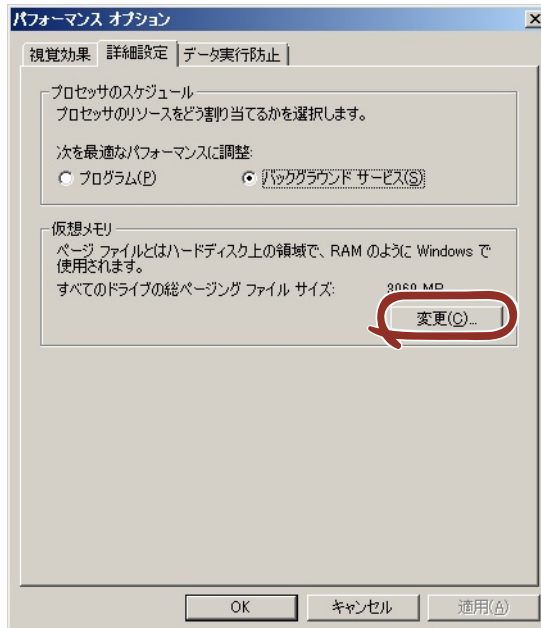 パフォーマンス オプション
視覚効果 詳細設定 データ実行防止
プロセッサのスケジュール
プロセッサのリソースをどう割り当てるかを選択します。
次を最適なパフォーマンスに調整:
プログラム(P) バックグラウンド サービス(S)
仮想メモリ
ページ ファイルとはハードディスク上の領域で、RAM のように Windows で
使用されます。
すべてのドライブの総ページング ファイル サイズ: 3069 MB
変更(C)...
OK キャンセル 適用(A)